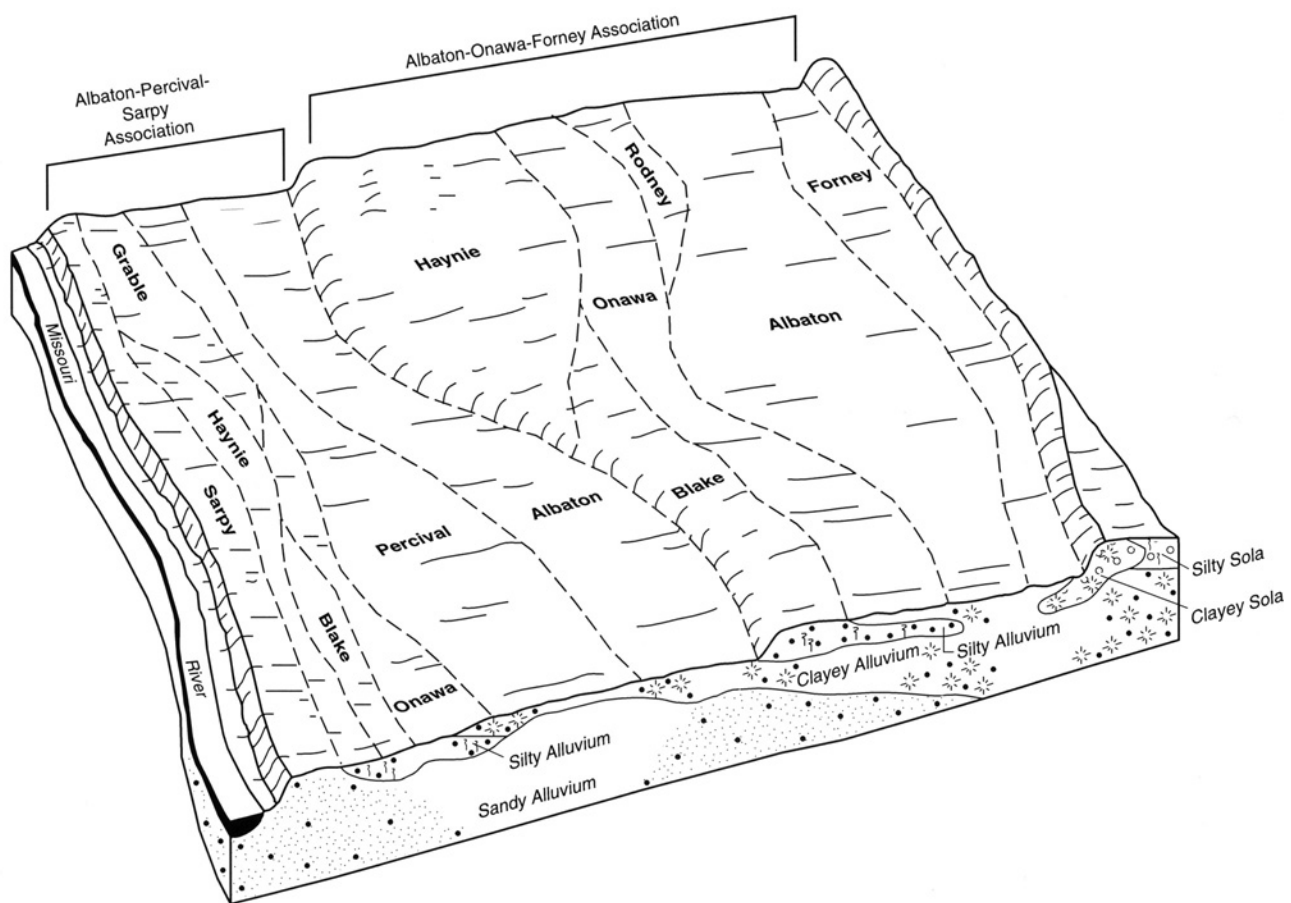 Albaton-Onawa-Forney Association
Albaton-Percival-
Sarpy
Association
Rodney
Forney
Grable
Haynie
Onawa
Albaton
Missouri
Haynie
Sarpy
Percival
Albaton
Blake
Silty Sola
Clayey Sola
Blake
River
Onawa
Silty Alluvium
Clayey Alluvium
Silty Alluvium
Sandy Alluvium